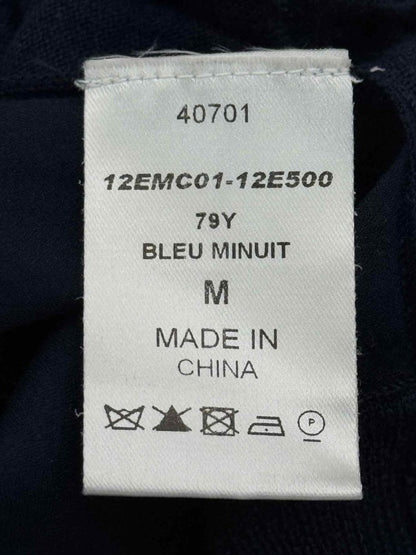 40701
12EMC01-12E500
79Y
BLEU MINUIT
M
MADE IN
CHINA
P